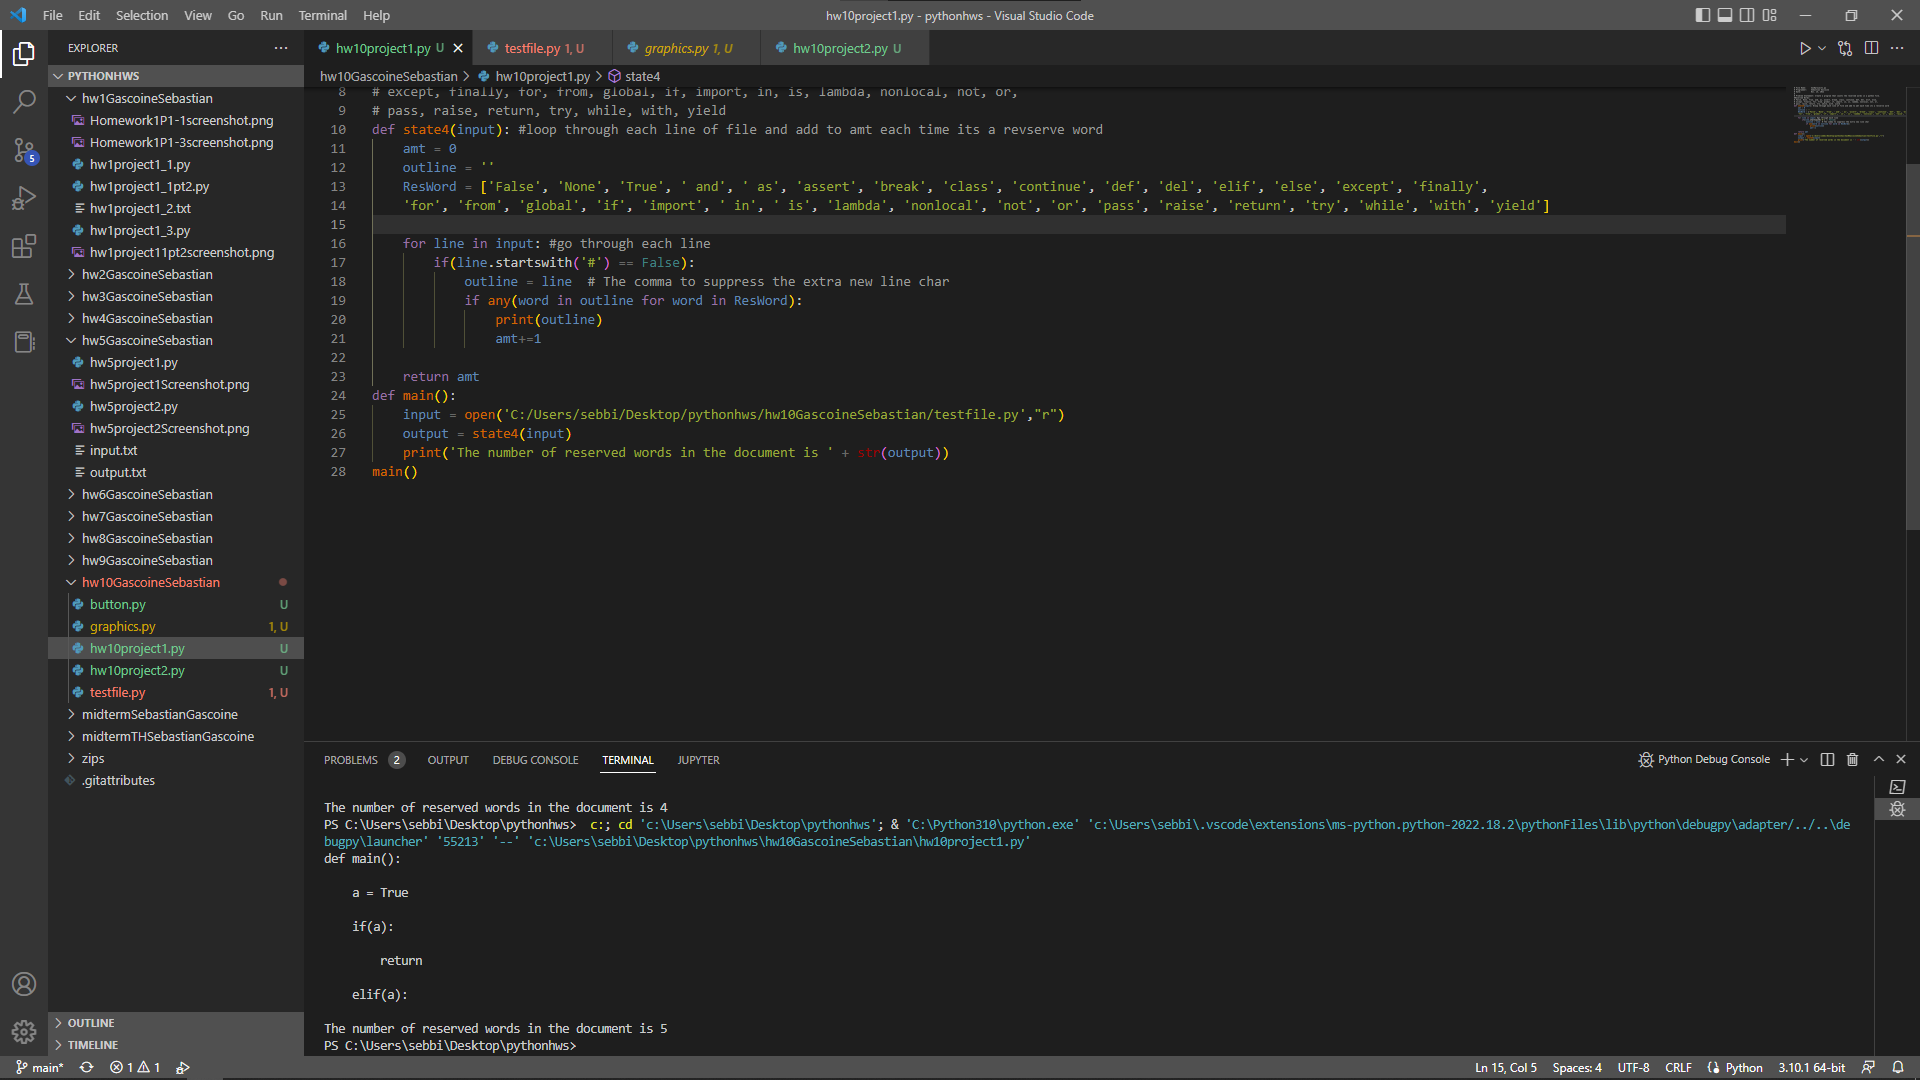 File Edit Selection View Go Run Terminal Help
hw10project1.py - pythonhws - Visual Studio Code
EXPLORER
PYTHONHWS
hw1GascoineSebastian
Homework1P1-1screenshot.png
Homework1P1-3screenshot.png
hw1project1_1.py
hw1project1_1pt2.py
hw1project1_2.txt
hw1project1_3.py
hw1project11pt2screenshot.png
hw2GascoineSebastian
hw3GascoineSebastian
hw4GascoineSebastian
hw5GascoineSebastian
hw5project1.py
hw5project1Screenshot.png
hw5project2.py
hw5project2Screenshot.png
input.txt
output.txt
hw6GascoineSebastian
hw7GascoineSebastian
hw8GascoineSebastian
hw9GascoineSebastian
hw10GascoineSebastian
button.py U
graphics.py 1, U
hw10project1.py U
hw10project2.py U
testfile.py 1, U
midtermSebastianGascoine
midtermTHSebastianGascoine
zips
.gitattributes
OUTLINE
TIMELINE
5
hw10project1.py U testfile.py 1, U graphics.py 1, U hw10project2.py U
hw10GascoineSebastian > hw10project1.py > state4
8 # except, finally, for, from, global, if, import, in, is, lambda, nonlocal, not, or,
9 # pass, raise, return, try, while, with, yield
10 def state4(input): #loop through each line of file and add to amt each time its a revserve word
11     amt = 0
12     outline = ''
13     ResWord = ['False', 'None', 'True', ' and', ' as', 'assert', 'break', 'class', 'continue', 'def', 'del', 'elif', 'else', 'except', 'finally',
14     'for', 'from', 'global', 'if', 'import', ' in', ' is', 'lambda', 'nonlocal', 'not', 'or', 'pass', 'raise', 'return', 'try', 'while', 'with', 'yield']
15
16     for line in input: #go through each line
17         if(line.startswith('#') == False):
18             outline = line  # The comma to suppress the extra new line char
19             if any(word in outline for word in ResWord):
20                 print(outline)
21                 amt+=1
22
23     return amt
24 def main():
25     input = open('C:/Users/sebbi/Desktop/pythonhws/hw10GascoineSebastian/testfile.py',"r")
26     output = state4(input)
27     print('The number of reserved words in the document is ' + str(output))
28 main()
PROBLEMS 2 OUTPUT DEBUG CONSOLE TERMINAL JUPYTER
Python Debug Console
The number of reserved words in the document is 4
PS C:\Users\sebbi\Desktop\pythonhws>  c:; cd 'c:\Users\sebbi\Desktop\pythonhws'; & 'C:\Python310\python.exe' 'c:\Users\sebbi\.vscode\extensions\ms-python.python-2022.18.2\pythonFiles\lib\python\debugpy\adapter/../..\de
bugpy\launcher' '55213' '--' 'c:\Users\sebbi\Desktop\pythonhws\hw10GascoineSebastian\hw10project1.py'
def main():
a = True
if(a):
return
elif(a):
The number of reserved words in the document is 5
PS C:\Users\sebbi\Desktop\pythonhws>
main* 1 1
Ln 15, Col 5 Spaces: 4 UTF-8 CRLF Python 3.10.1 64-bit